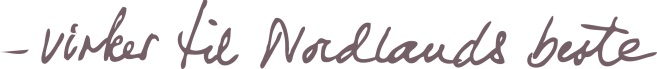 – virker til Nordlands beste